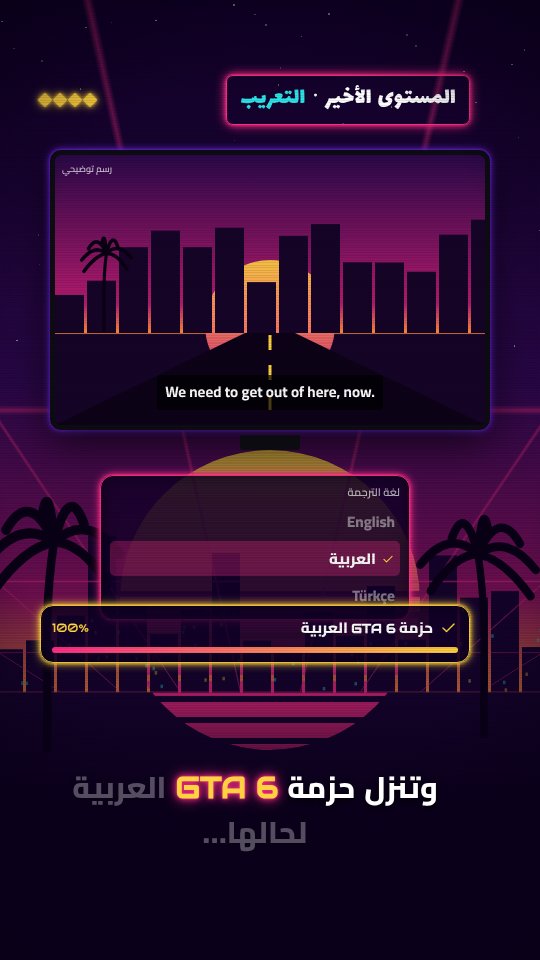 المستوى الأخير · التعريب
رسم توضيحي
We need to get out of here, now.
لغة الترجمة
English
العربية
Türkçe
حزمة GTA 6 العربية
100%
وتنزل حزمة GTA 6 العربية
لحالها...